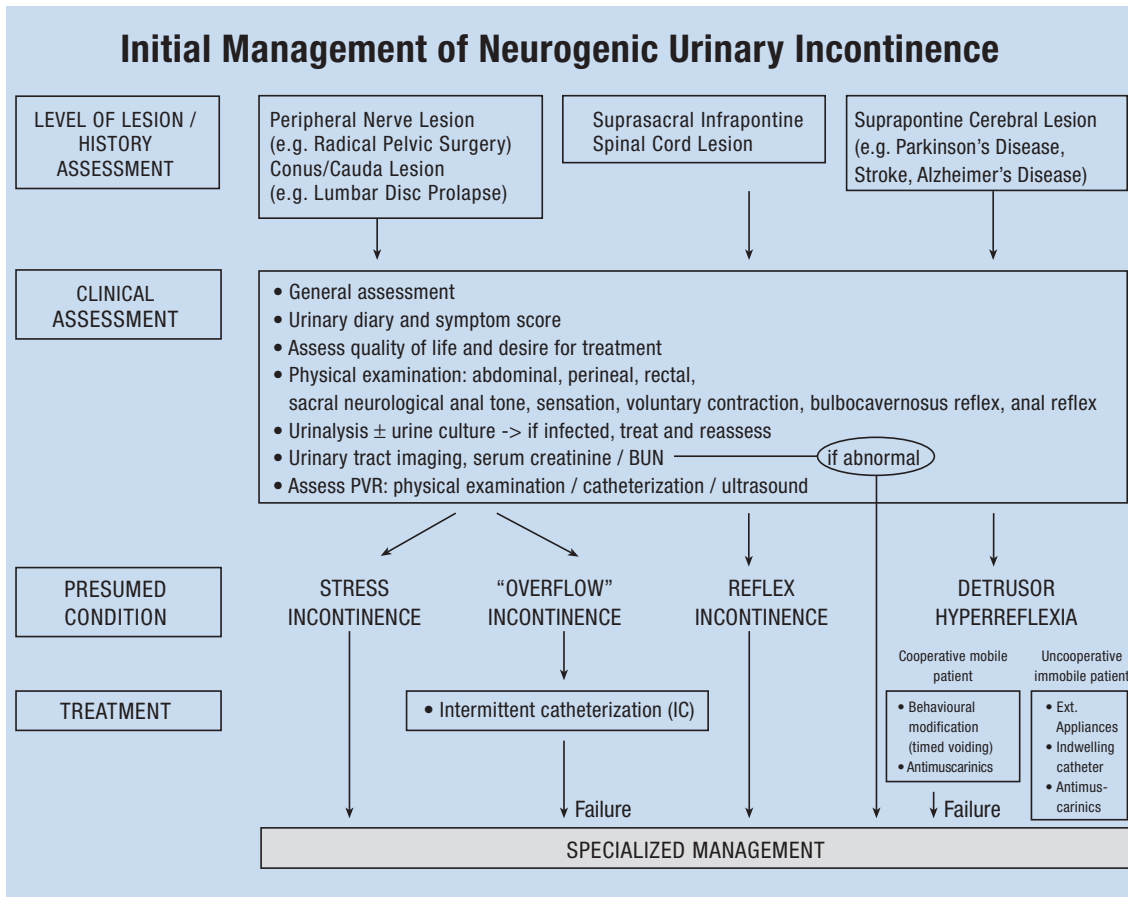 Initial Management of Neurogenic Urinary Incontinence
LEVEL OF LESION /
HISTORY
ASSESSMENT
Peripheral Nerve Lesion
(e.g. Radical Pelvic Surgery)
Conus/Cauda Lesion
(e.g. Lumbar Disc Prolapse)
Suprasacral Infrapontine
Spinal Cord Lesion
Suprapontine Cerebral Lesion
(e.g. Parkinson's Disease,
Stroke, Alzheimer's Disease)
CLINICAL
ASSESSMENT
• General assessment
• Urinary diary and symptom score
• Assess quality of life and desire for treatment
• Physical examination: abdominal, perineal, rectal,
sacral neurological anal tone, sensation, voluntary contraction, bulbocavernosus reflex, anal reflex
• Urinalysis ± urine culture -> if infected, treat and reassess
• Urinary tract imaging, serum creatinine / BUN
if abnormal
• Assess PVR: physical examination / catheterization / ultrasound
PRESUMED
CONDITION
STRESS
INCONTINENCE
“OVERFLOW”
INCONTINENCE
REFLEX
INCONTINENCE
DETRUSOR
HYPERREFLEXIA
Cooperative mobile
patient
Uncooperative
immobile patient
TREATMENT
• Intermittent catheterization (IC)
• Behavioural
modification
(timed voiding)
• Antimuscarinics
• Ext.
Appliances
• Indwelling
catheter
• Antimus-
carinics
Failure
Failure
SPECIALIZED MANAGEMENT